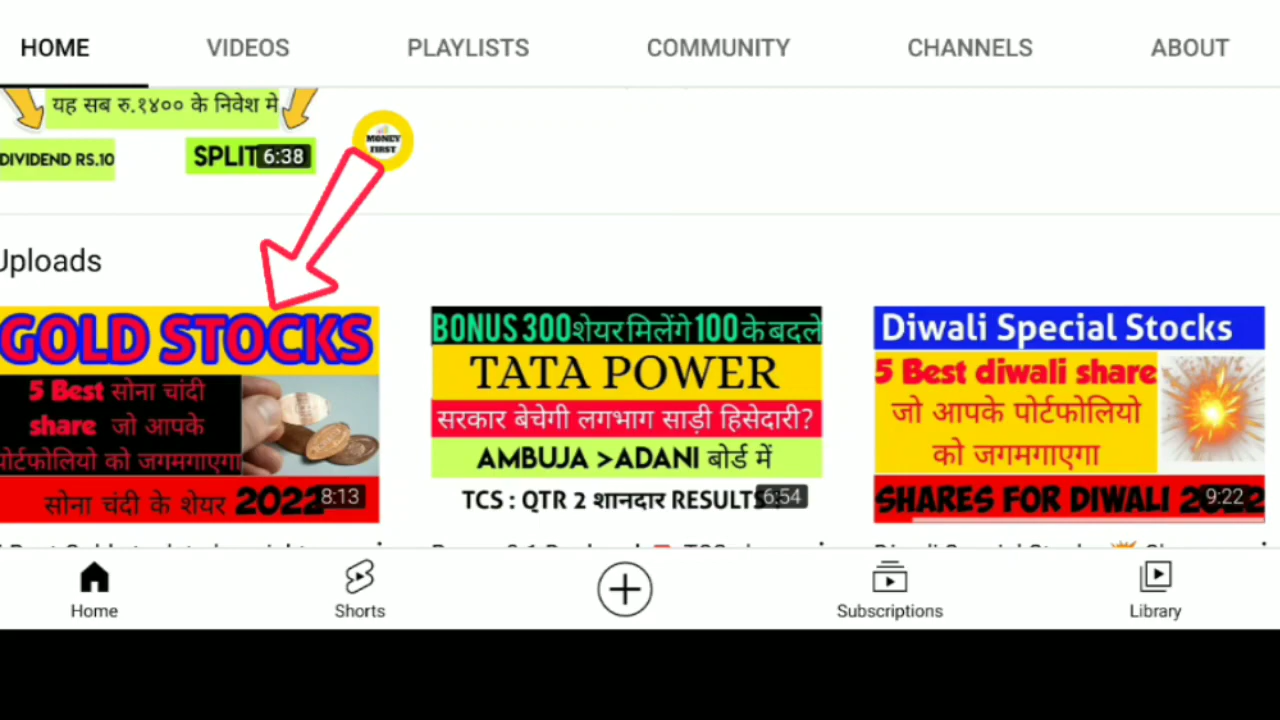 HOME VIDEOS PLAYLISTS COMMUNITY CHANNELS ABOUT
यह सब रु.१४०० के निवेश मे
MONEY
FIRST
DIVIDEND RS.10
SPLIT 6:38
Uploads
GOLD STOCKS
5 Best सोना चांदी
share जो आपके
पोर्टफोलियो को जगमगाएगा
सोना चंदी के शेयर 2022
8:13
BONUS 300 शेयर मिलेंगे 100 के बदले
TATA POWER
सरकार बेचेगी लगभाग साड़ी हिसेदारी?
AMBUJA >ADANI बोर्ड में
TCS : QTR 2 शानदार RESULTS
6:54
Diwali Special Stocks
5 Best diwali share
जो आपके पोर्टफोलियो
को जगमगाएगा
SHARES FOR DIWALI 2022
9:22
Home Shorts Subscriptions Library